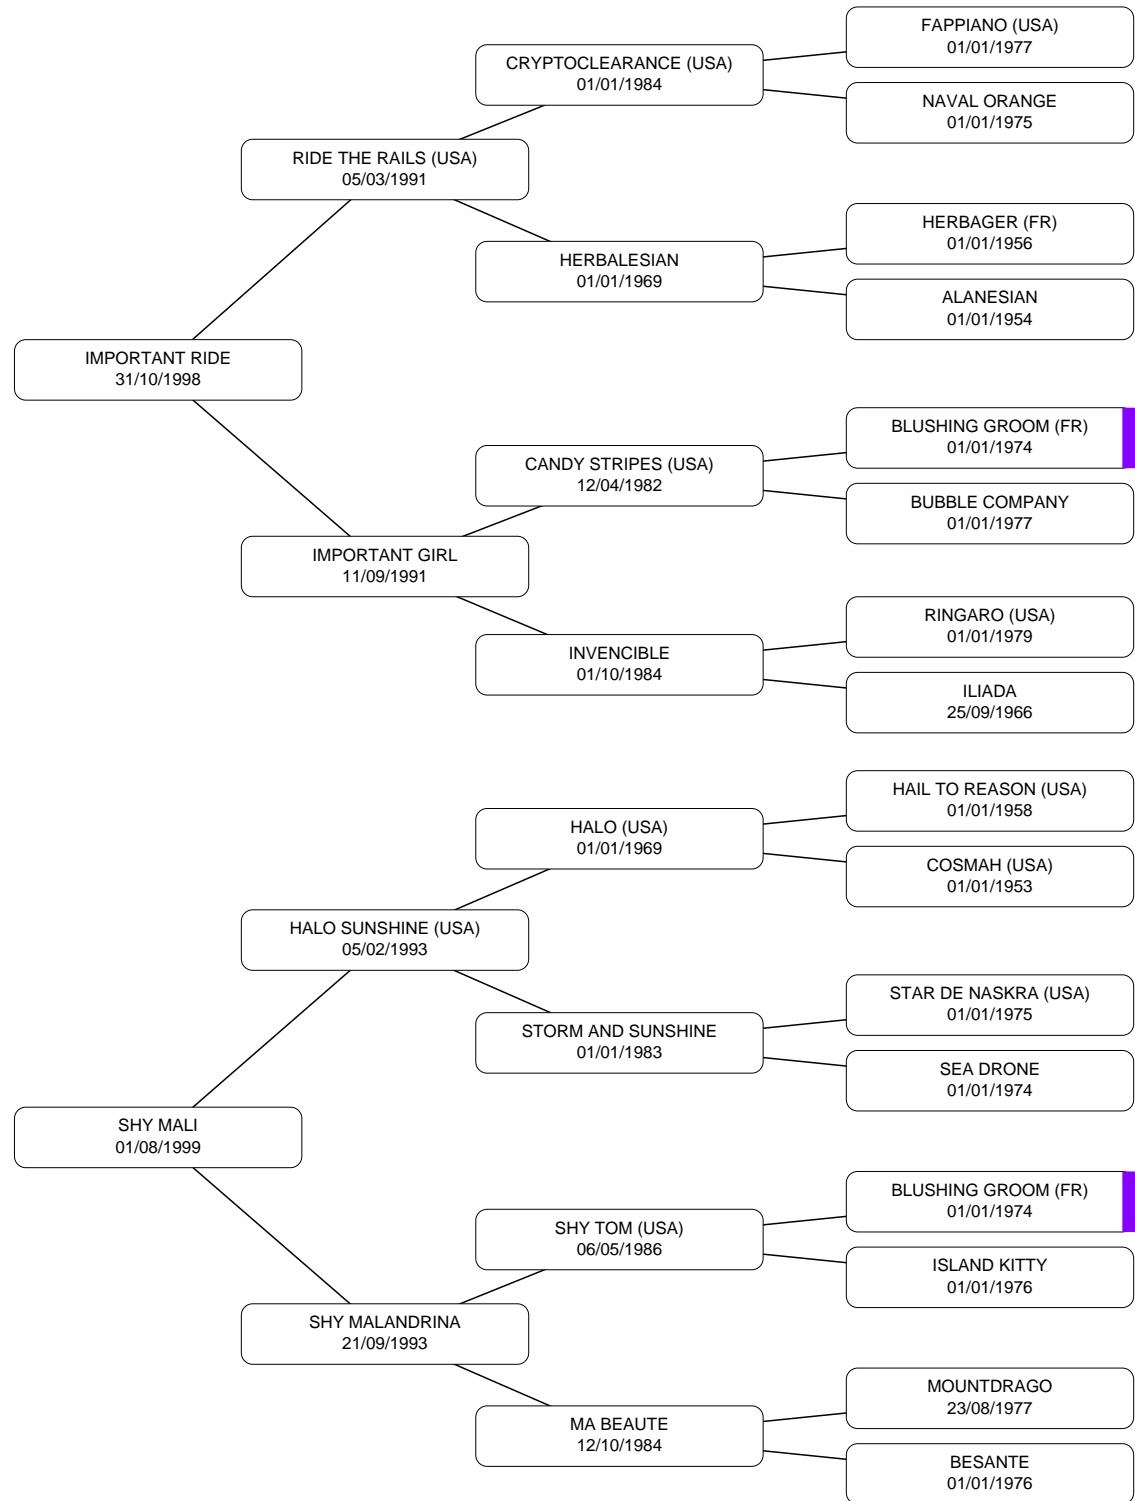 FAPPIANO (USA)
01/01/1977
CRYPTOCLEARANCE (USA)
01/01/1984
NAVAL ORANGE
01/01/1975
RIDE THE RAILS (USA)
05/03/1991
HERBAGER (FR)
01/01/1956
HERBALESIAN
01/01/1969
ALANESIAN
01/01/1954
IMPORTANT RIDE
31/10/1998
BLUSHING GROOM (FR)
01/01/1974
CANDY STRIPES (USA)
12/04/1982
BUBBLE COMPANY
01/01/1977
IMPORTANT GIRL
11/09/1991
RINGARO (USA)
01/01/1979
INVENCIBLE
01/10/1984
ILIADA
25/09/1966
HAIL TO REASON (USA)
01/01/1958
HALO (USA)
01/01/1969
COSMAH (USA)
01/01/1953
HALO SUNSHINE (USA)
05/02/1993
STAR DE NASKRA (USA)
01/01/1975
STORM AND SUNSHINE
01/01/1983
SEA DRONE
01/01/1974
SHY MALI
01/08/1999
BLUSHING GROOM (FR)
01/01/1974
SHY TOM (USA)
06/05/1986
ISLAND KITTY
01/01/1976
SHY MALANDRINA
21/09/1993
MOUNTDRAGO
23/08/1977
MA BEAUTE
12/10/1984
BESANTE
01/01/1976